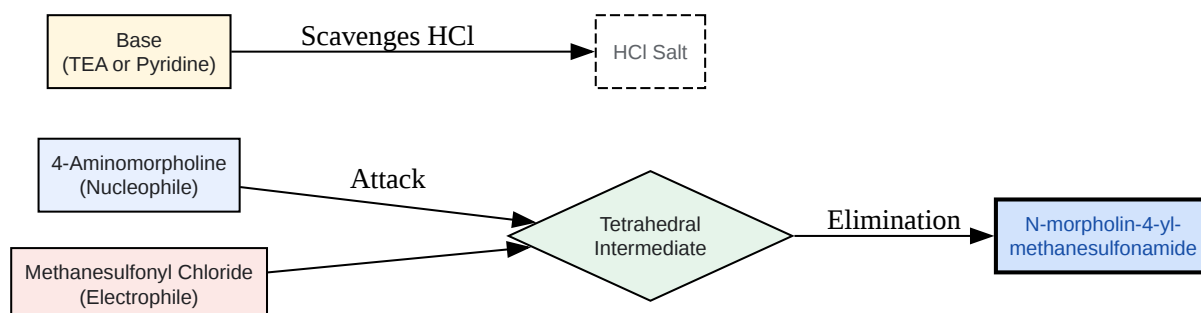 Base
(TEA or Pyridine)
Scavenges HCl
HCl Salt
4-Aminomorpholine
(Nucleophile)
Attack
Methanesulfonyl Chloride
(Electrophile)
Tetrahedral
Intermediate
Elimination
N-morpholin-4-yl-
methanesulfonamide